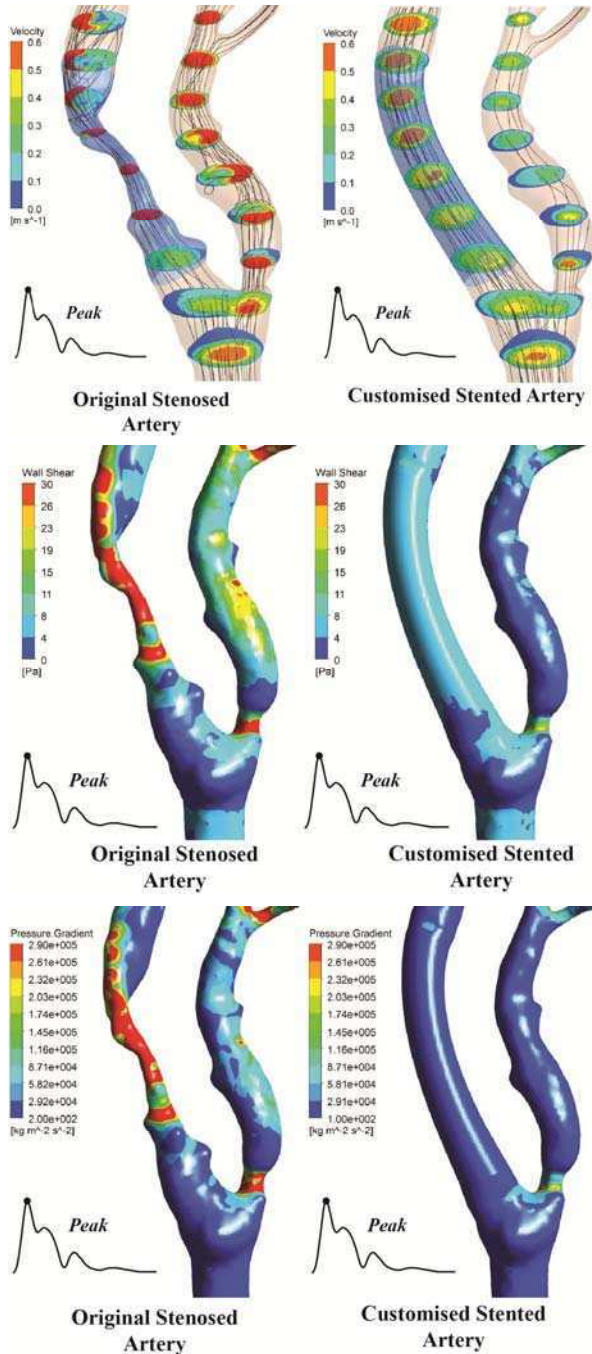 Velocity
0.6
0.5
0.4
0.3
0.2
0.1
0.0
[m s^-1]
Peak
Original Stenosed
Artery
Velocity
0.6
0.5
0.4
0.3
0.2
0.1
0.0
[m s^-1]
Peak
Customised Stented Artery
Wall Shear
30
26
23
19
15
11
8
4
0
[Pa]
Peak
Original Stenosed
Artery
Wall Shear
30
26
23
19
15
11
8
4
0
[Pa]
Peak
Customised Stented
Artery
Pressure Gradient
2.90e+005
2.61e+005
2.32e+005
2.03e+005
1.74e+005
1.45e+005
1.16e+005
8.71e+004
5.82e+004
2.92e+004
2.00e+002
[kg m^-2 s^-2]
Peak
Original Stenosed
Artery
Pressure Gradient
2.90e+005
2.61e+005
2.32e+005
2.03e+005
1.74e+005
1.45e+005
1.16e+005
8.71e+004
5.82e+004
2.91e+004
1.00e+002
[kg m^-2 s^-2]
Peak
Customised Stented
Artery